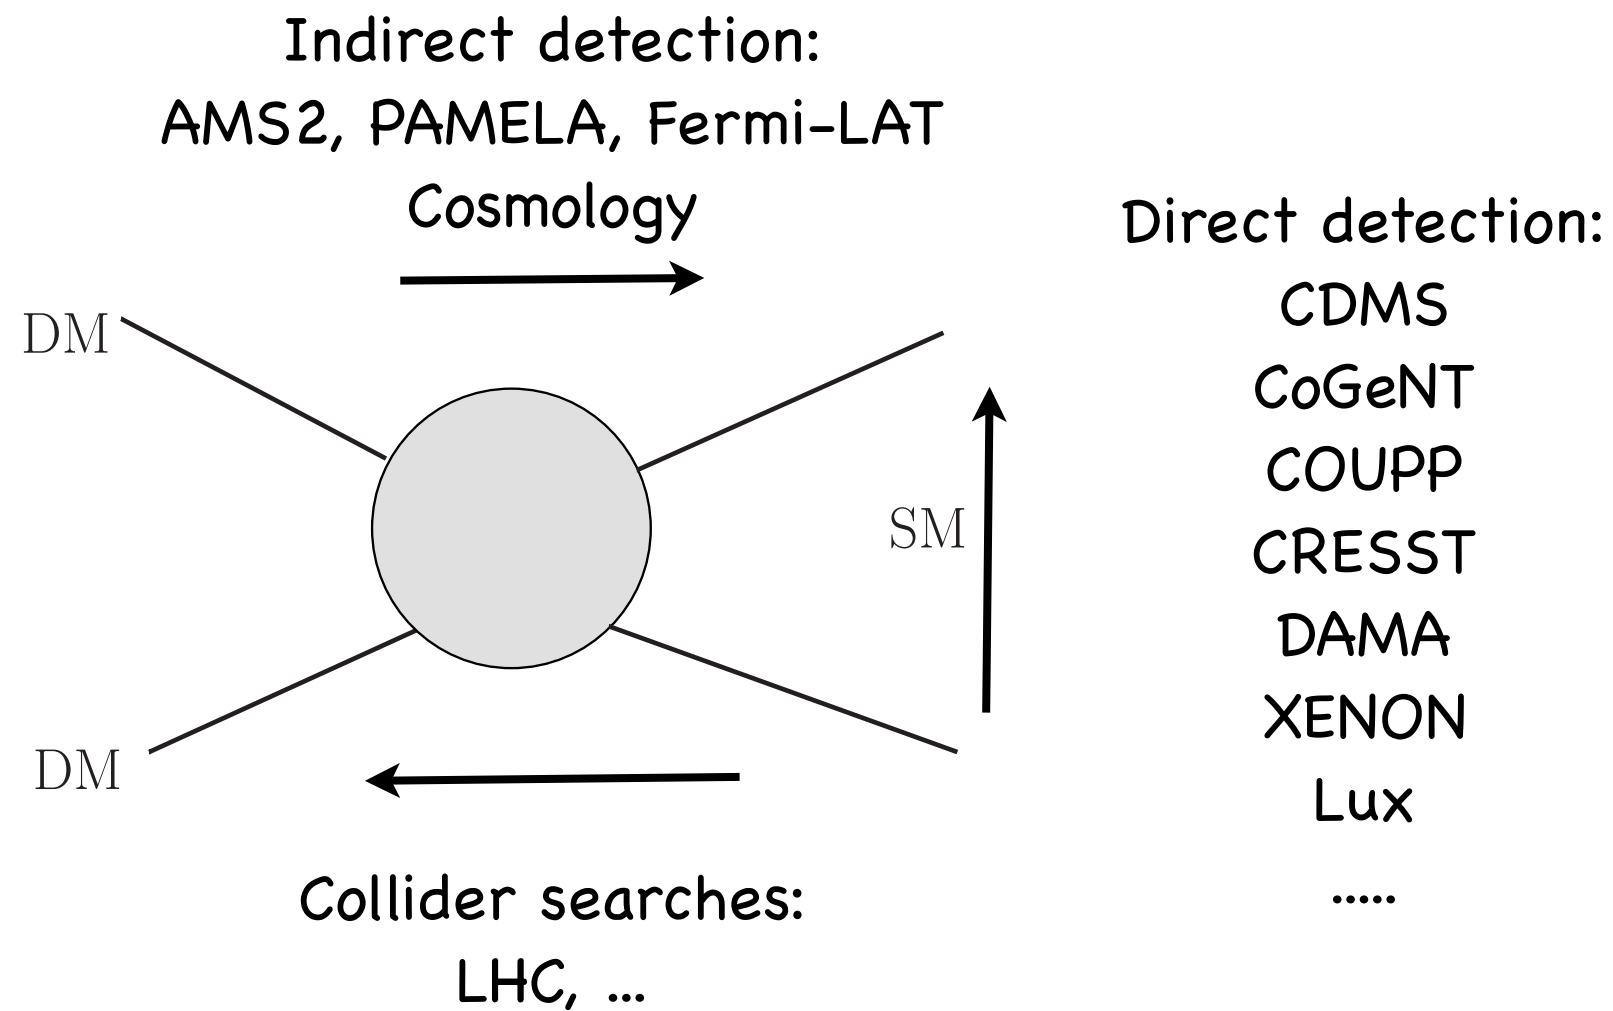 Indirect detection:
AMS2, PAMELA, Fermi-LAT
Cosmology
DM
DM
SM
Collider searches:
LHC, ...
Direct detection:
CDMS
CoGeNT
COUPP
CRESST
DAMA
XENON
Lux
.....